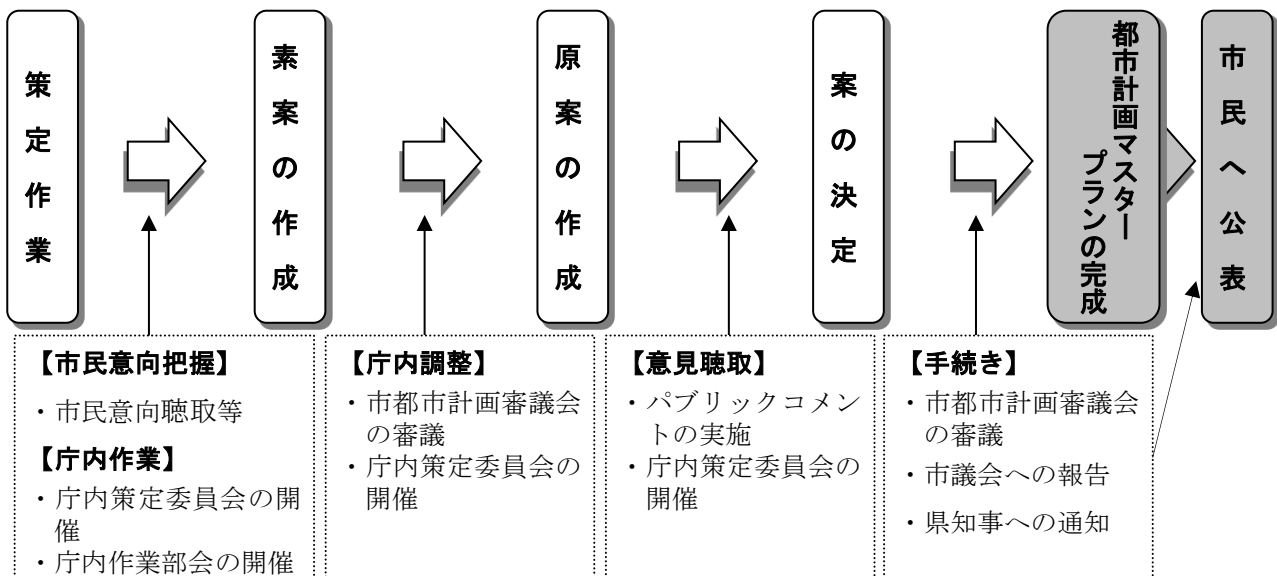 策定作業
素案の作成
原案の作成
案の決定
都市計画マスター
プランの完成
市民へ公表
【市民意向把握】
・市民意向聴取等
【庁内作業】
・庁内策定委員会の開
催
・庁内作業部会の開催
【庁内調整】
・市都市計画審議会
の審議
・庁内策定委員会の
開催
【意見聴取】
・パブリックコメン
トの実施
・庁内策定委員会の
開催
【手続き】
・市都市計画審議会
の審議
・市議会への報告
・県知事への通知